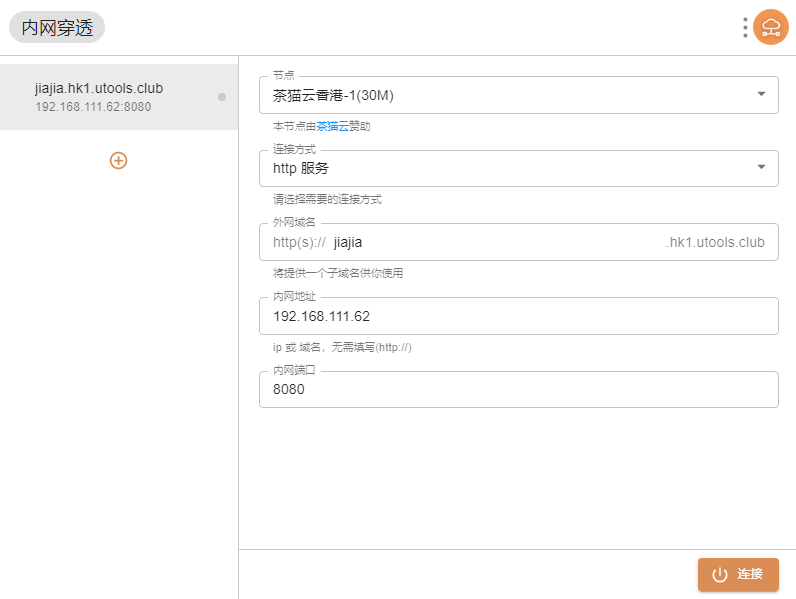 内网穿透
jiajia.hk1.utools.club
192.168.111.62:8080
节点
茶猫云香港-1(30M)
本节点由茶猫云赞助
连接方式
http 服务
请选择需要的连接方式
外网域名
http(s):// jiajia .hk1.utools.club
将提供一个子域名供你使用
内网地址
192.168.111.62
ip 或 域名，无需填写(http://)
内网端口
8080
连接